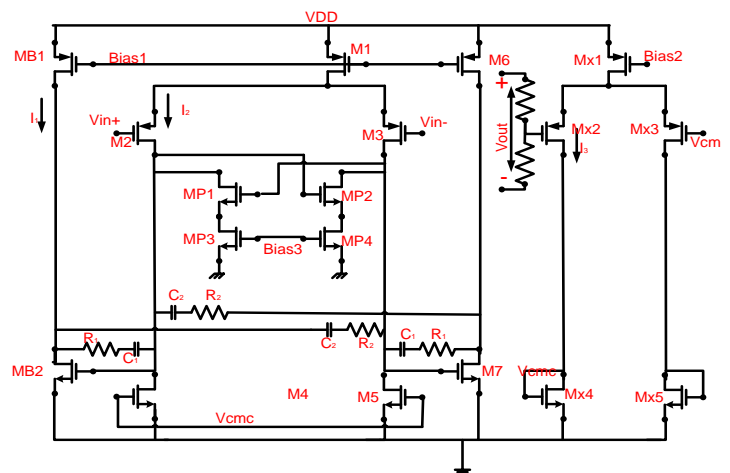 VDD
MB1
Bias1
M1
M6
Mx1
Bias2
I₁
Vin+
I₂
M2
M3
Vin-
+
Vout
-
Mx2
I₃
Mx3
Vcm
MP1
MP2
MP3
Bias3
MP4
C₂
R₂
R₁
C₁
C₂
R₂
C₁
R₁
MB2
M4
M5
M7
Vcmc
Mx4
Mx5
Vcmc